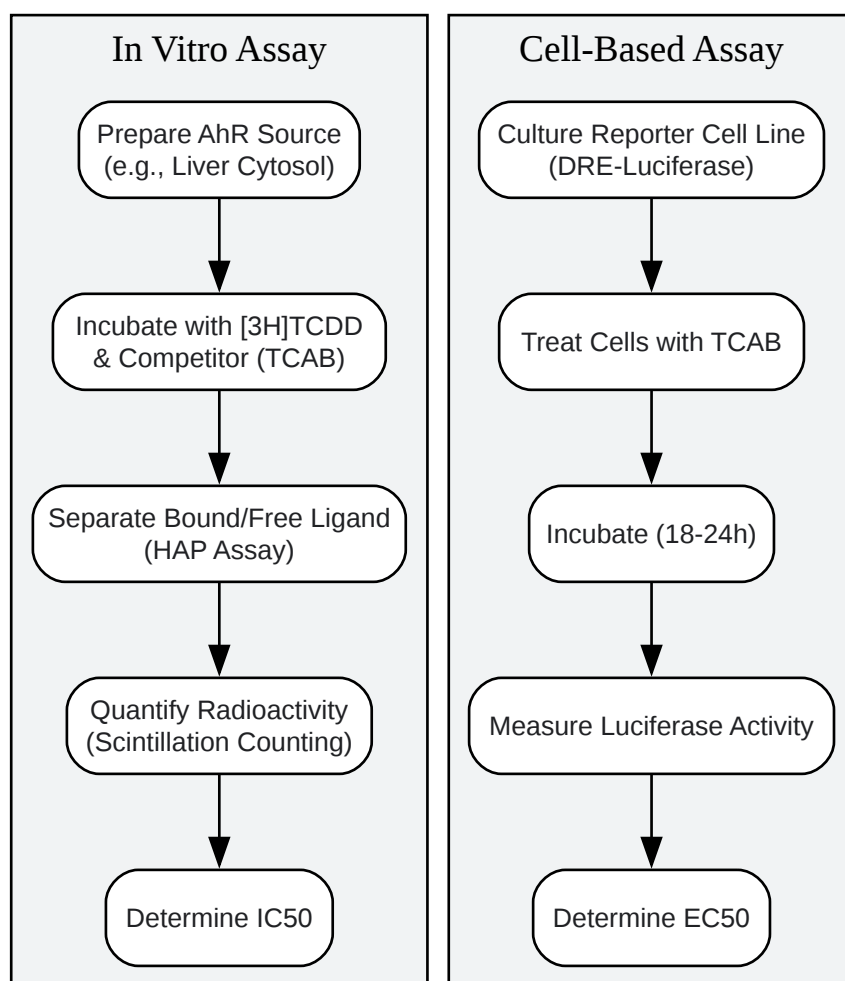 In Vitro Assay
Prepare AhR Source
(e.g., Liver Cytosol)
Incubate with [3H]TCDD
& Competitor (TCAB)
Separate Bound/Free Ligand
(HAP Assay)
Quantify Radioactivity
(Scintillation Counting)
Determine IC50
Cell-Based Assay
Culture Reporter Cell Line
(DRE-Luciferase)
Treat Cells with TCAB
Incubate (18-24h)
Measure Luciferase Activity
Determine EC50